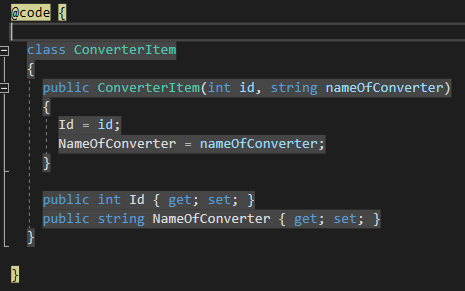 @code {
class ConverterItem
{
public ConverterItem(int id, string nameOfConverter)
{
Id = id;
NameOfConverter = nameOfConverter;
}
public int Id { get; set; }
public string NameOfConverter { get; set; }
}
}